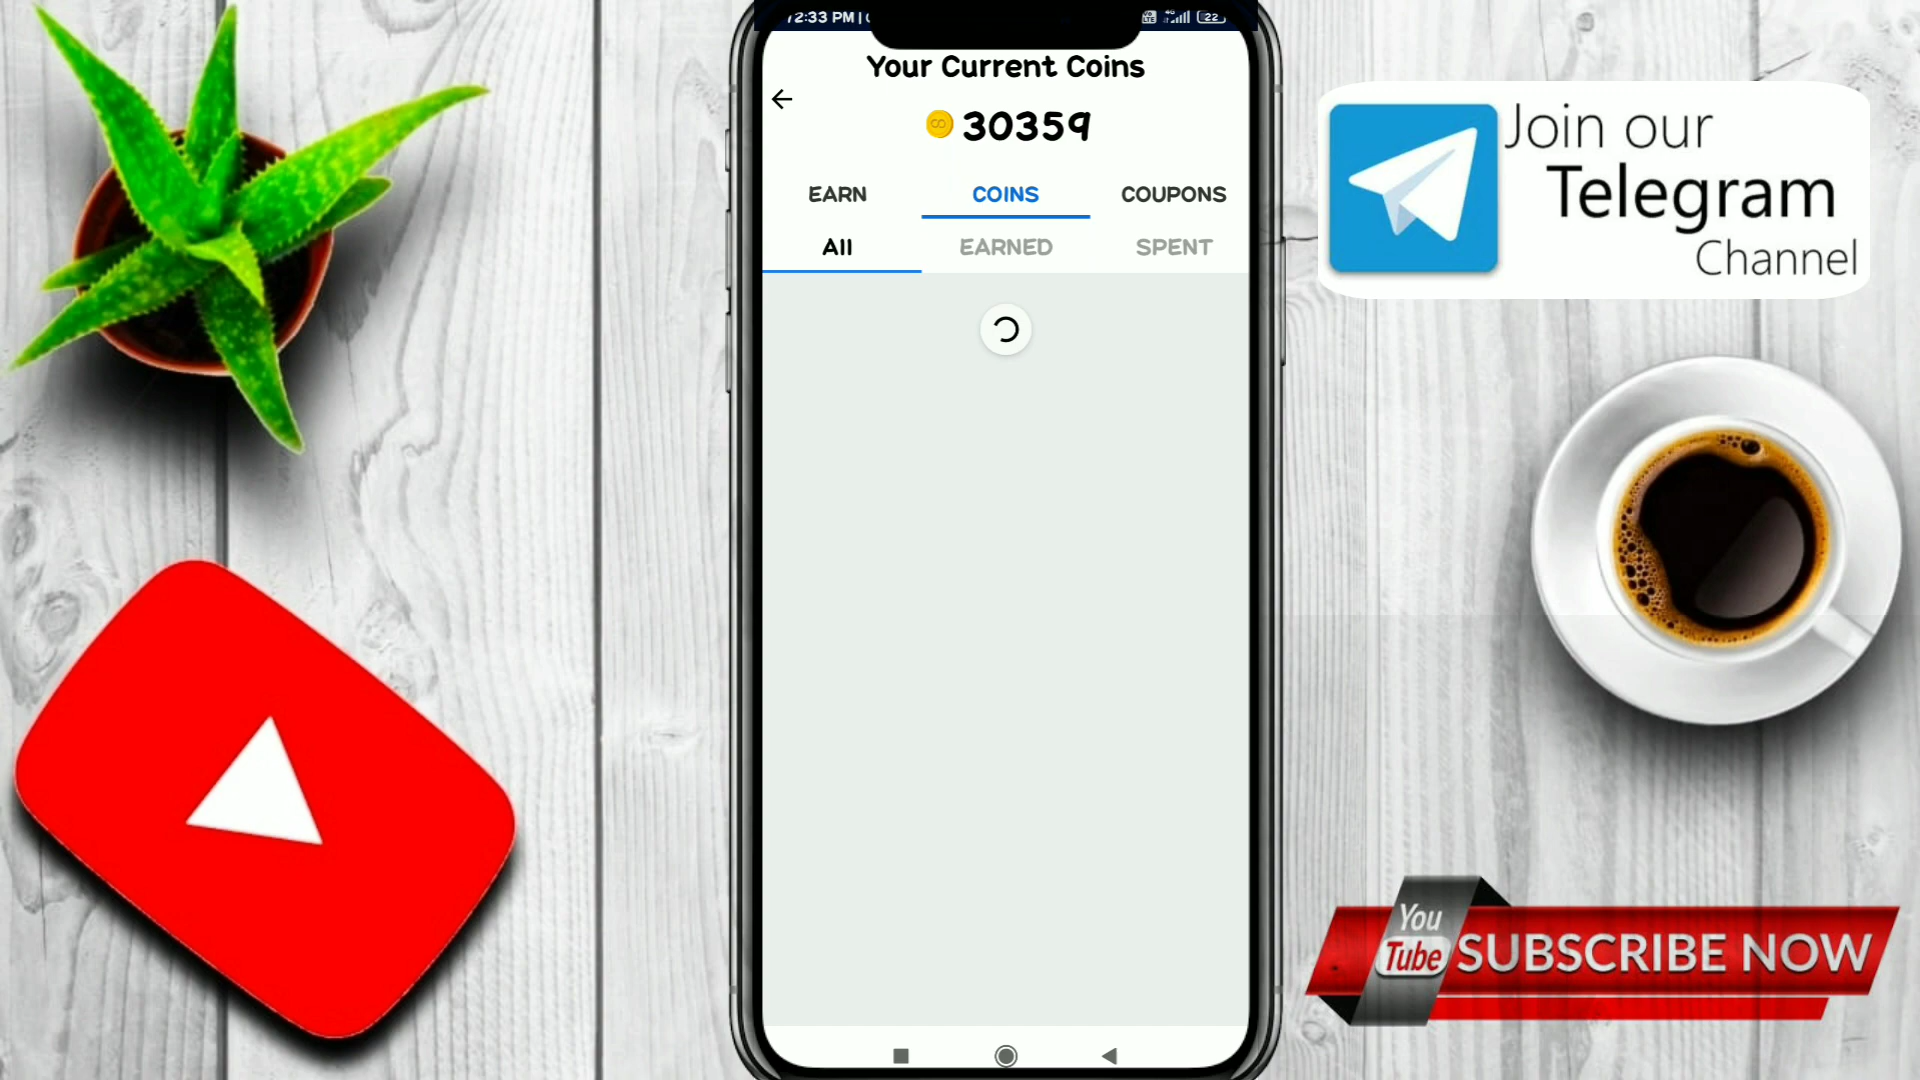 2:33 PM |
22
Your Current Coins
30359
EARN
COINS
COUPONS
All
EARNED
SPENT
Join our
Telegram
Channel
You
Tube
SUBSCRIBE NOW